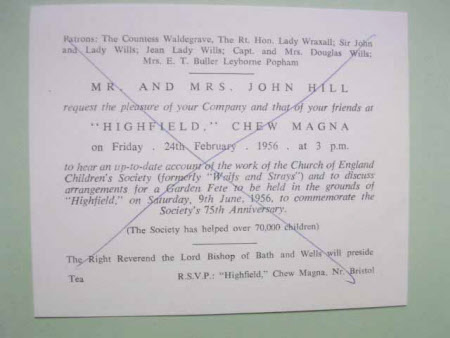 Patrons: The Countess Waldegrave, The Rt. Hon. Lady Wraxall; Sir John
and Lady Wills; Jean Lady Wills; Capt. and Mrs. Douglas Wills;
Mrs. E. T. Buller Leyborne Popham
MR. AND MRS. JOHN HILL
request the pleasure of your Company and that of your friends at
"HIGHFIELD," CHEW MAGNA
on Friday . 24th February . 1956 . at 3 p.m.
to hear an up-to-date account of the work of the Church of England
Children's Society (formerly "Waifs and Strays") and to discuss
arrangements for a Garden Fete to be held in the grounds of
"Highfield," on Saturday, 9th June, 1956, to commemorate the
Society's 75th Anniversary.
(The Society has helped over 70,000 children)
The Right Reverend the Lord Bishop of Bath and Wells will preside
Tea R.S.V.P.: "Highfield," Chew Magna, Nr. Bristol